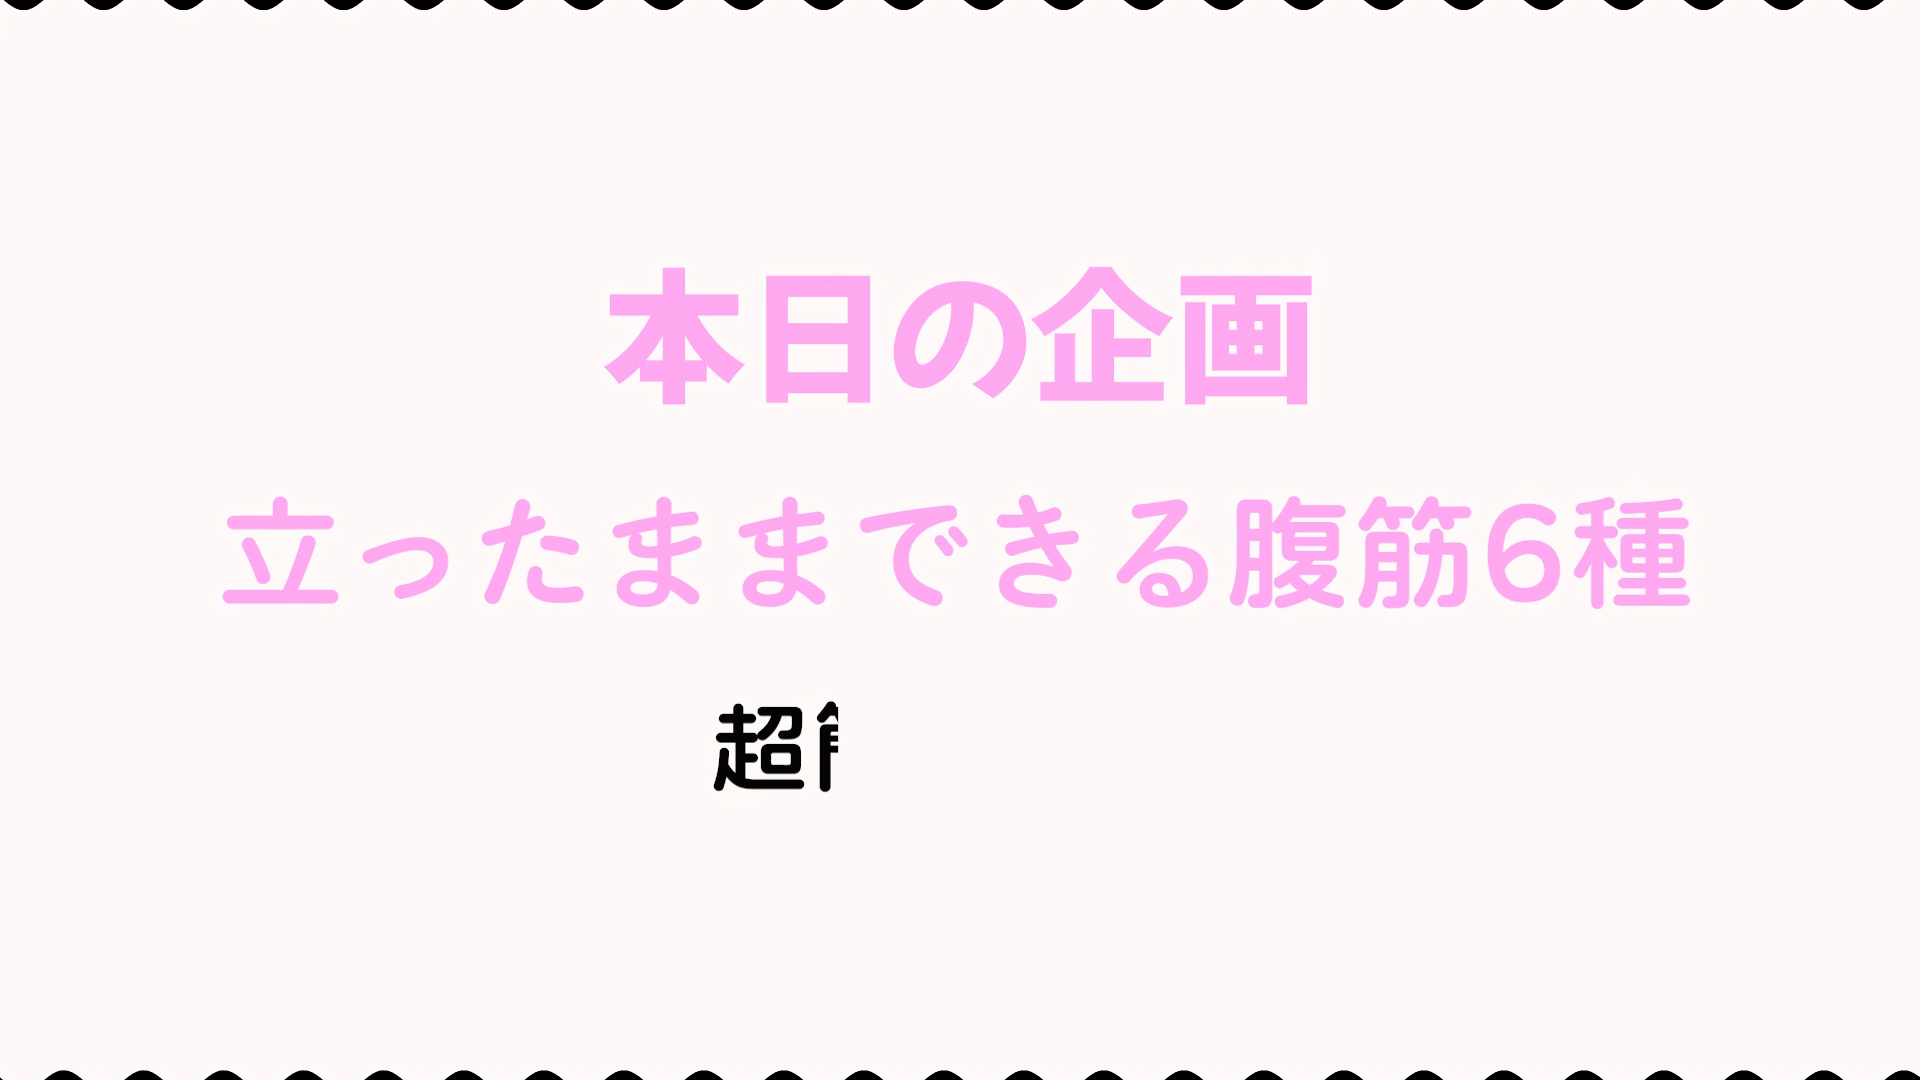 本日の企画
立ったままできる腹筋6種
超